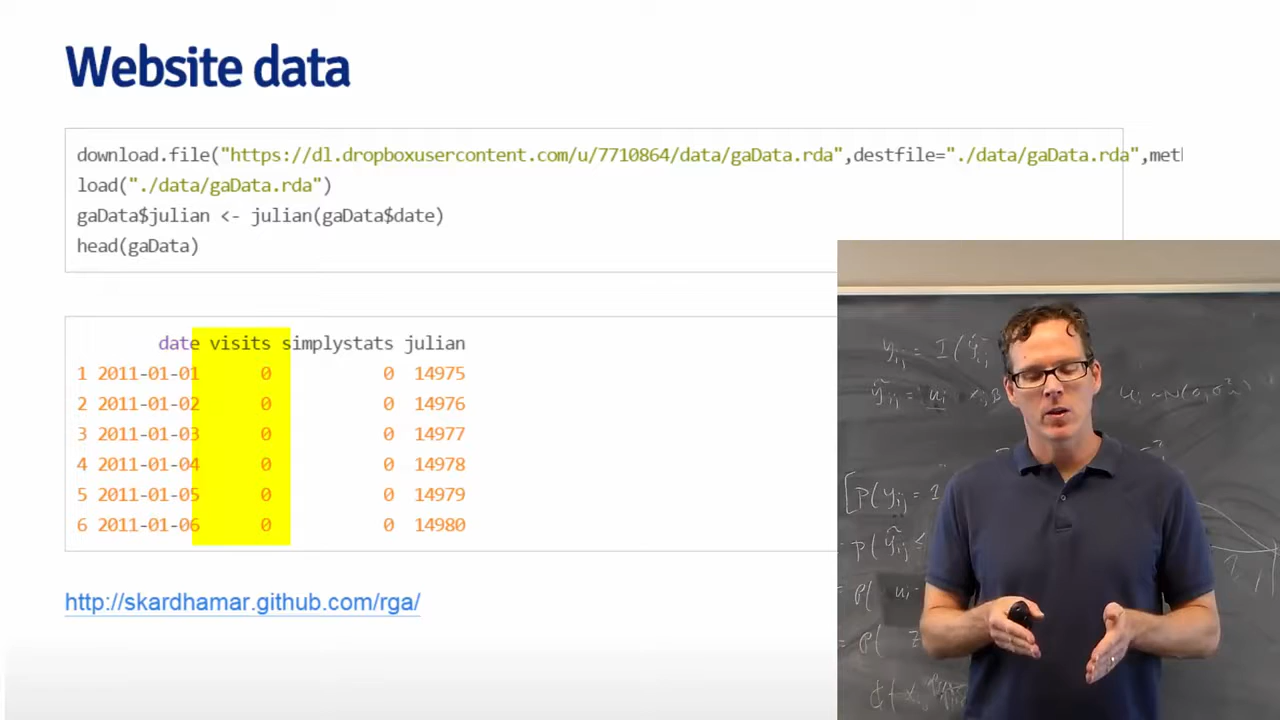 Website data
download.file("https://dl.dropboxusercontent.com/u/7710864/data/gaData.rda",destfile="./data/gaData.rda",met
load("./data/gaData.rda")
gaData$julian <- julian(gaData$date)
head(gaData)
date visits simplystats julian
1 2011-01-01 0 0 14975
2 2011-01-02 0 0 14976
3 2011-01-03 0 0 14977
4 2011-01-04 0 0 14978
5 2011-01-05 0 0 14979
6 2011-01-06 0 0 14980
http://skardhamar.github.com/rga/